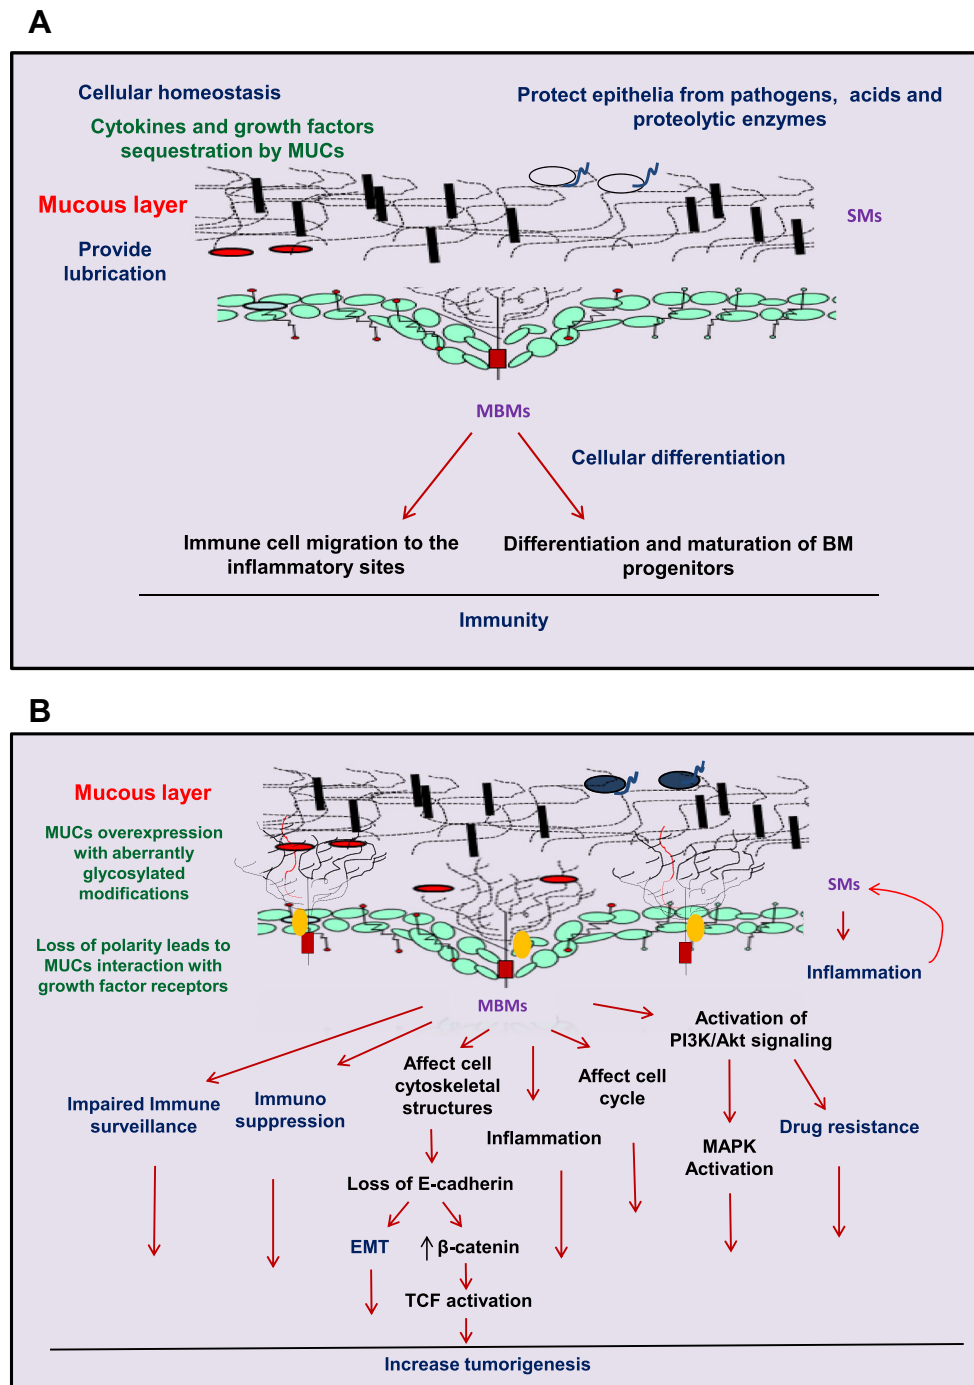 A
Cellular homeostasis
Protect epithelia from pathogens, acids and
proteolytic enzymes
Cytokines and growth factors
sequestration by MUCs
Mucous layer
SMs
Provide
lubrication
MBMs
Cellular differentiation
Immune cell migration to the
inflammatory sites
Differentiation and maturation of BM
progenitors
Immunity
B
Mucous layer
MUCs overexpression
with aberrantly
glycosylated
modifications
SMs
Loss of polarity leads to
MUCs interaction with
growth factor receptors
Inflammation
MBMs
Activation of
PI3K/Akt signaling
Affect cell
cytoskeletal
structures
Affect cell
cycle
Impaired Immune
surveillance
Immuno
suppression
Inflammation
Drug resistance
MAPK
Activation
Loss of E-cadherin
EMT
↑ β-catenin
TCF activation
Increase tumorigenesis